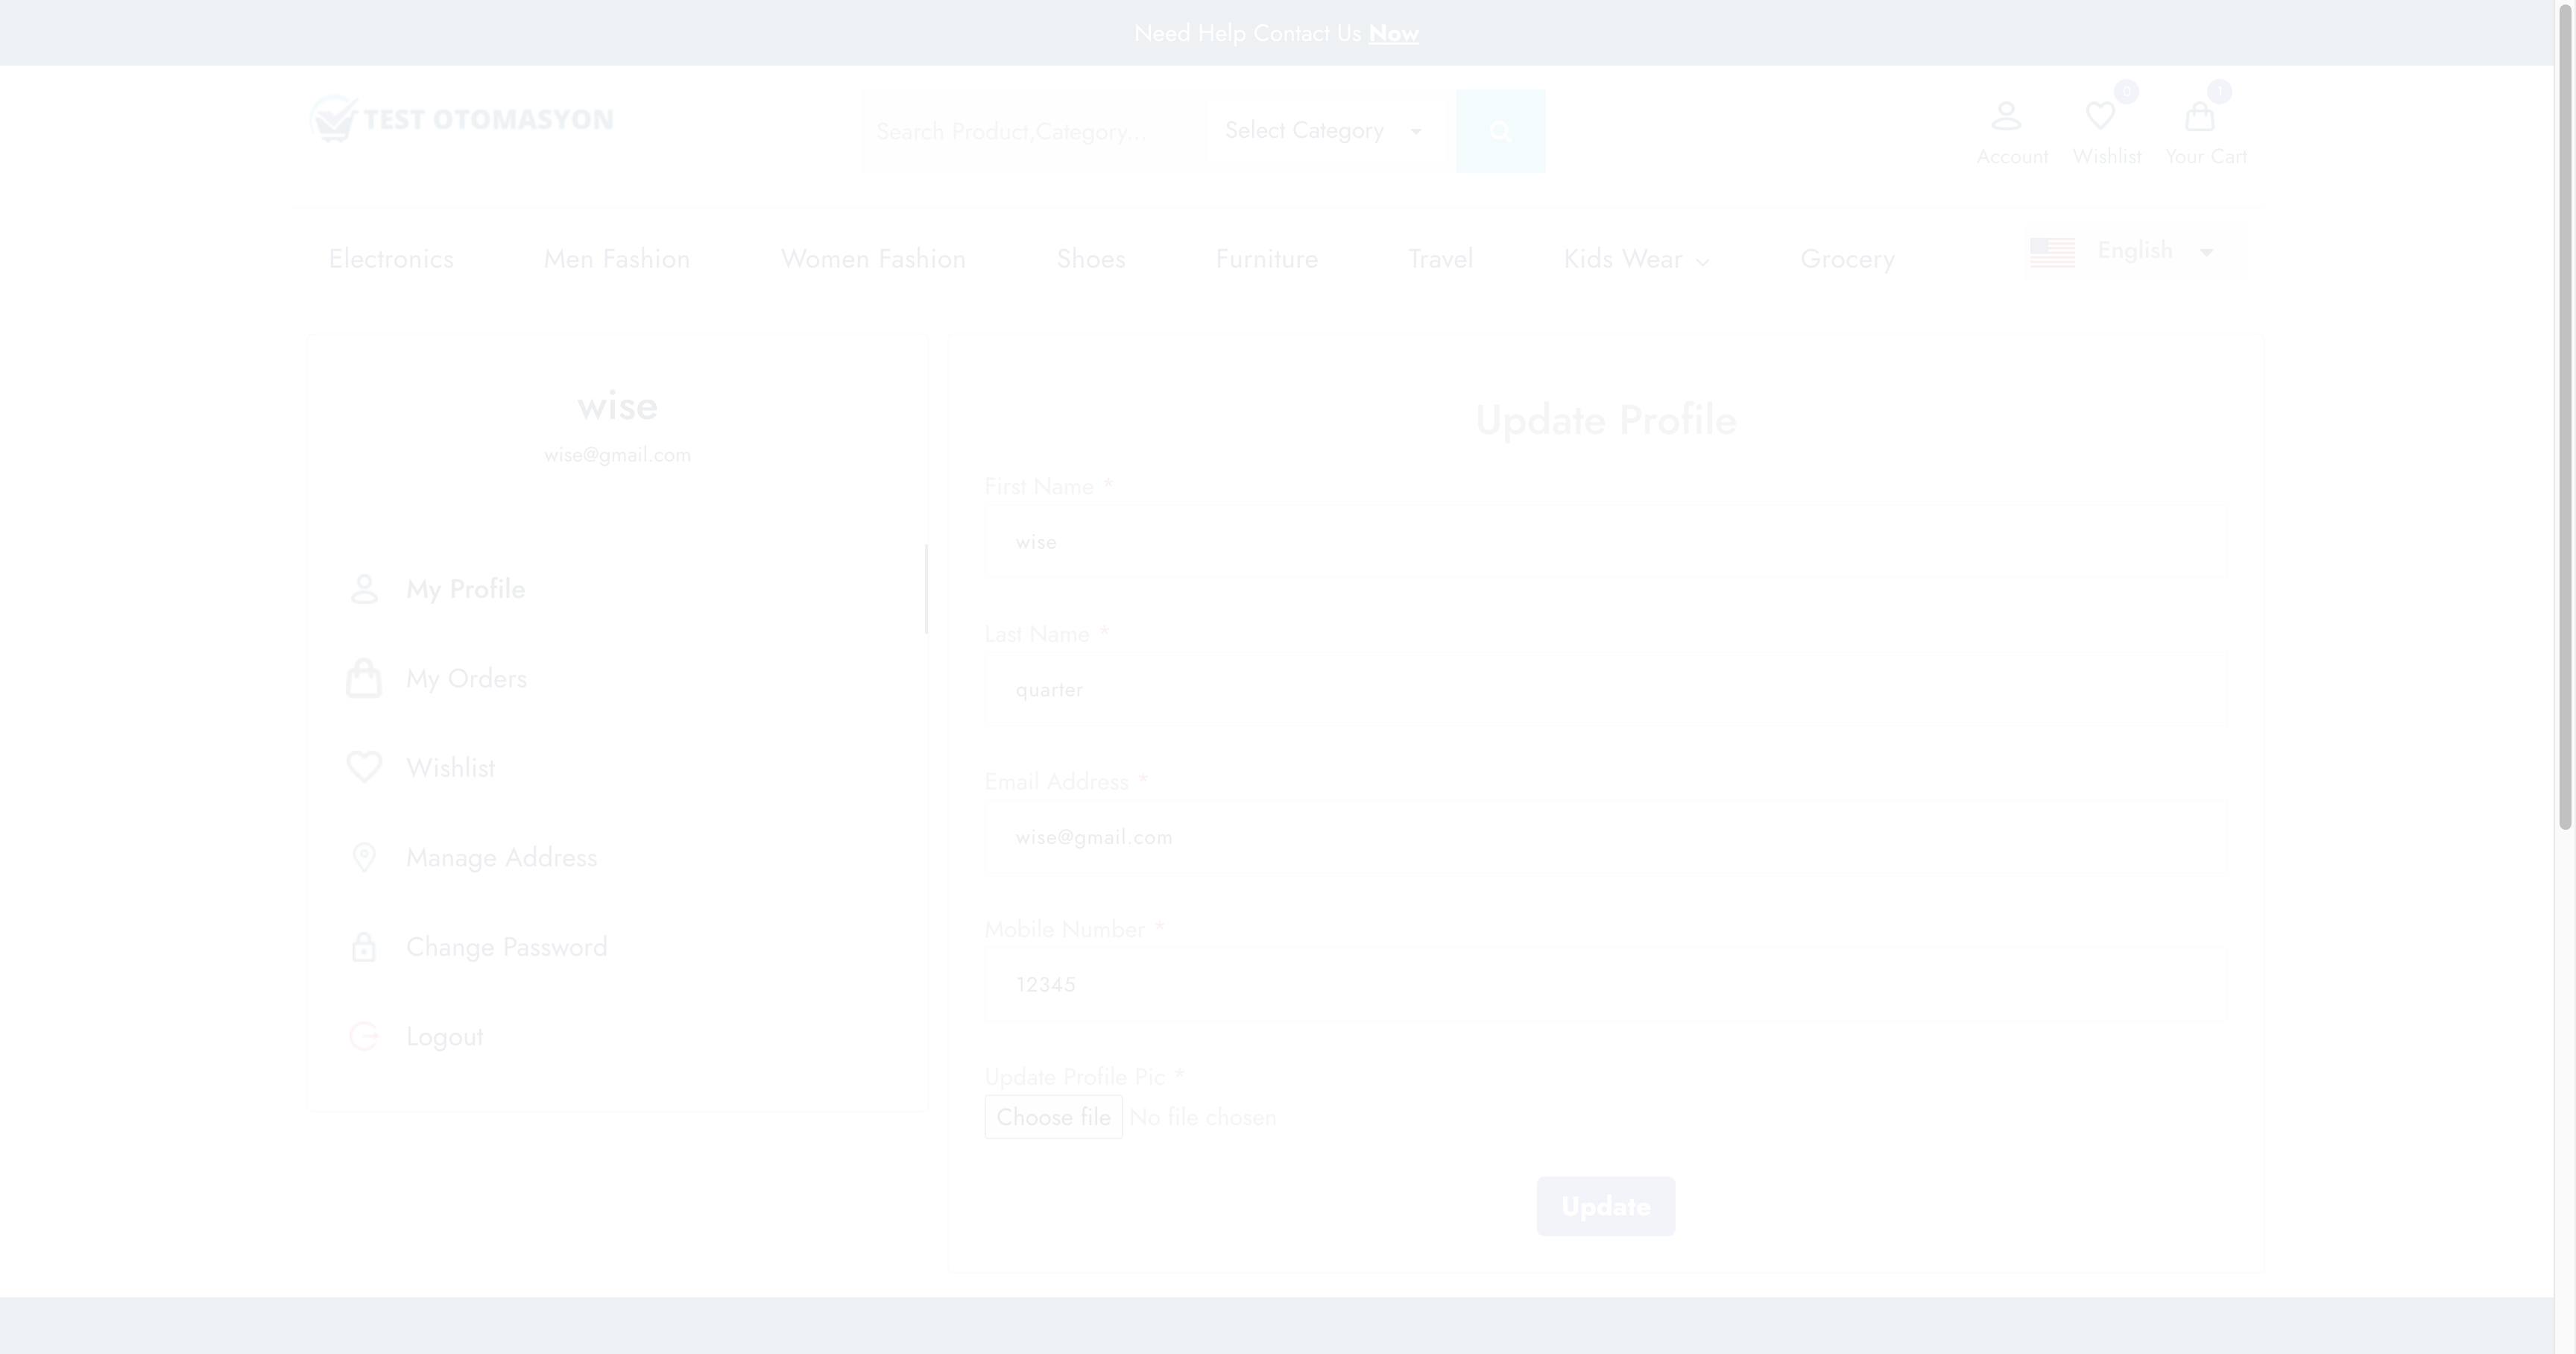 Need Help Contact Us Now
TEST OTOMASYON
Search Product,Category...
Select Category
0
1
Account
Wishlist
Your Cart
Electronics
Men Fashion
Women Fashion
Shoes
Furniture
Travel
Kids Wear
Grocery
English
wise
wise@gmail.com
My Profile
My Orders
Wishlist
Manage Address
Change Password
Logout
Update Profile
First Name *
wise
Last Name *
quarter
Email Address *
wise@gmail.com
Mobile Number *
12345
Update Profile Pic *
Choose file No file chosen
Update